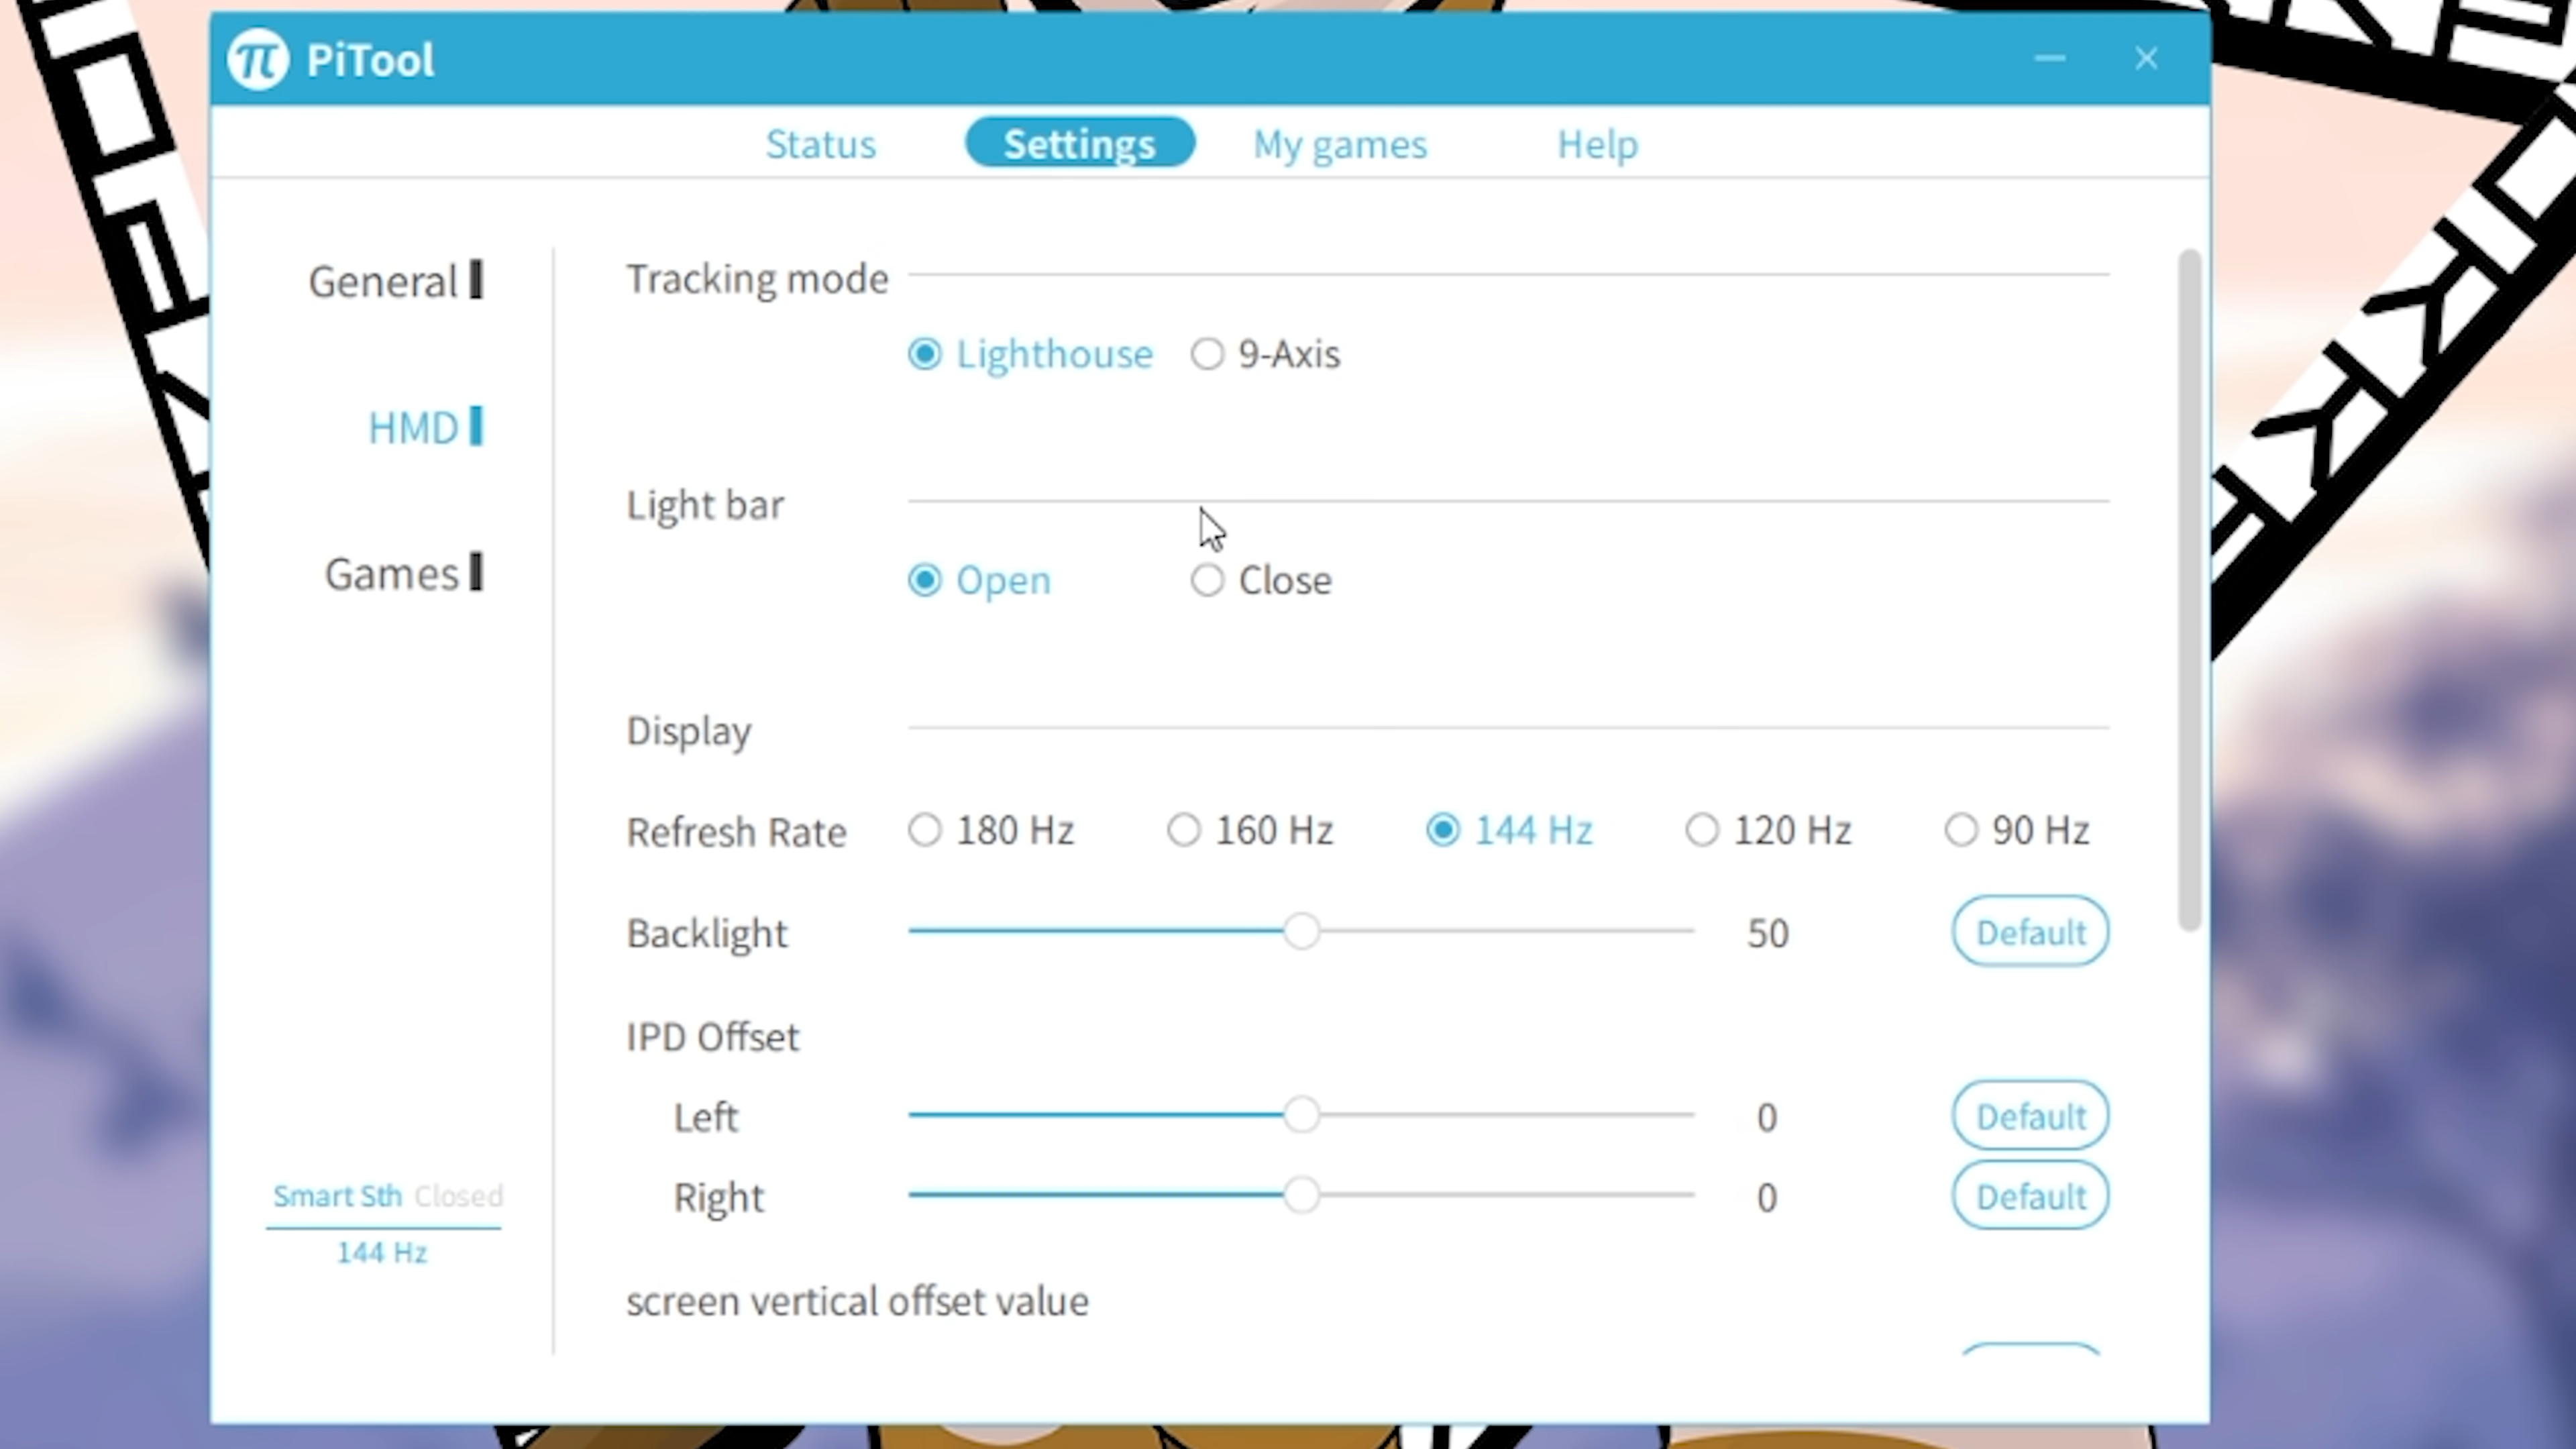 PiTool
Status Settings My games Help
General
HMD
Games
Tracking mode
Lighthouse 9-Axis
Light bar
Open Close
Display
Refresh Rate 180 Hz 160 Hz 144 Hz 120 Hz 90 Hz
Backlight 50 Default
IPD Offset
Left 0 Default
Right 0 Default
screen vertical offset value
Smart Sth Closed
144 Hz